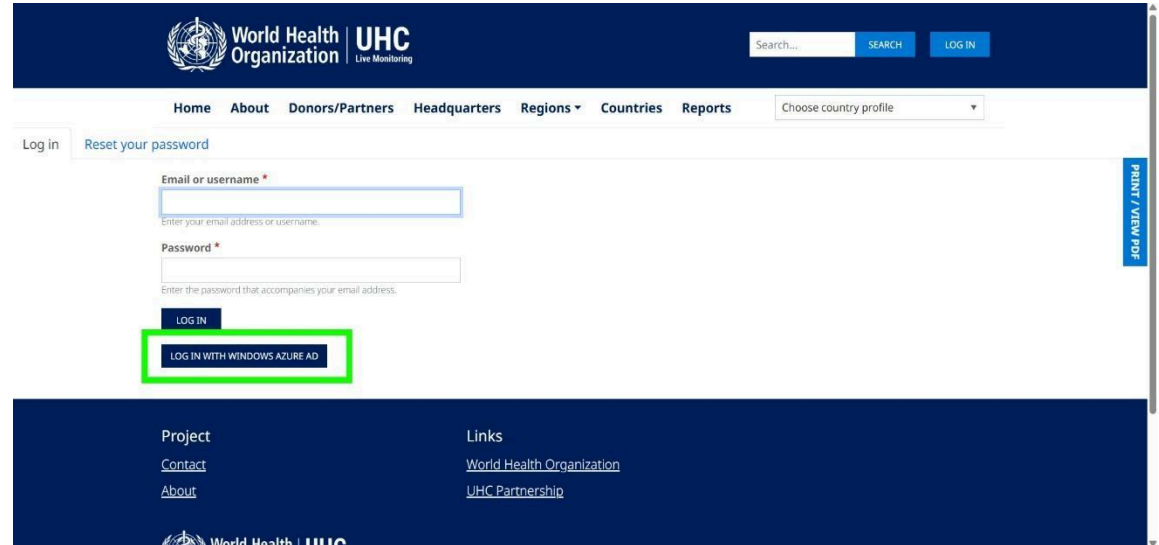 World Health Organization | UHC Live Monitoring
Search...
SEARCH
LOG IN
Home About Donors/Partners Headquarters Regions Countries Reports
Choose country profile
Log in Reset your password
PRINT / VIEW PDF
Email or username *
Enter your email address or username.
Password *
Enter the password that accompanies your email address.
LOG IN
LOG IN WITH WINDOWS AZURE AD
Project
Contact
About
Links
World Health Organization
UHC Partnership
World Health | UHC